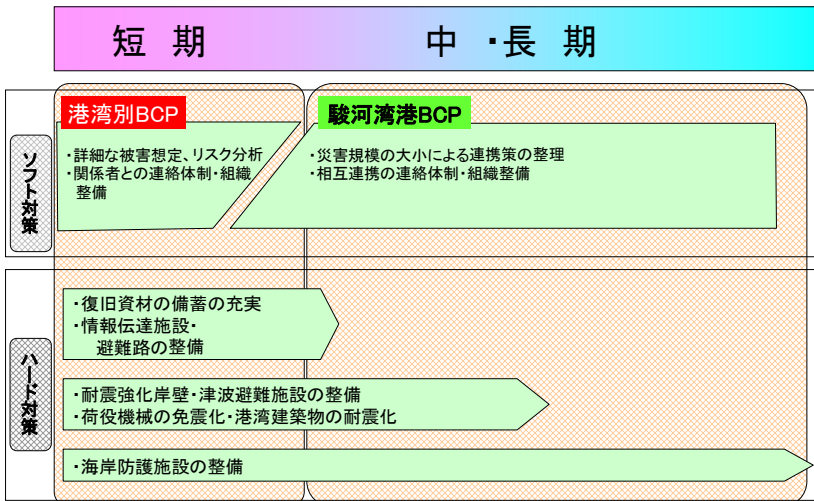 短 期
中 ・長 期
ソフト対策
港湾別BCP
・詳細な被害想定、リスク分析
・関係者との連絡体制・組織
整備
駿河湾港BCP
・災害規模の大小による連携策の整理
・相互連携の連絡体制・組織整備
ハード対策
・復旧資材の備蓄の充実
・情報伝達施設・
避難路の整備
・耐震強化岸壁・津波避難施設の整備
・荷役機械の免震化・港湾建築物の耐震化
・海岸防護施設の整備